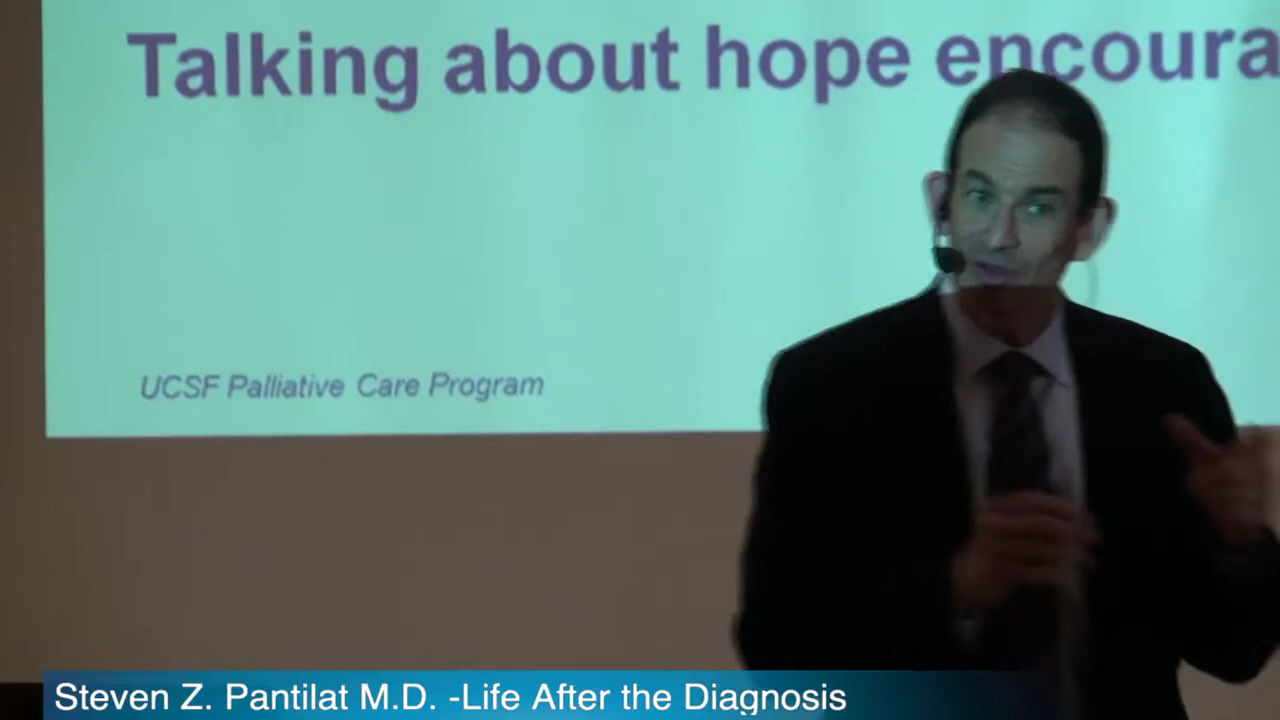 Talking about hope encoura
UCSF Palliative Care Program
Steven Z. Pantilat M.D. -Life After the Diagnosis